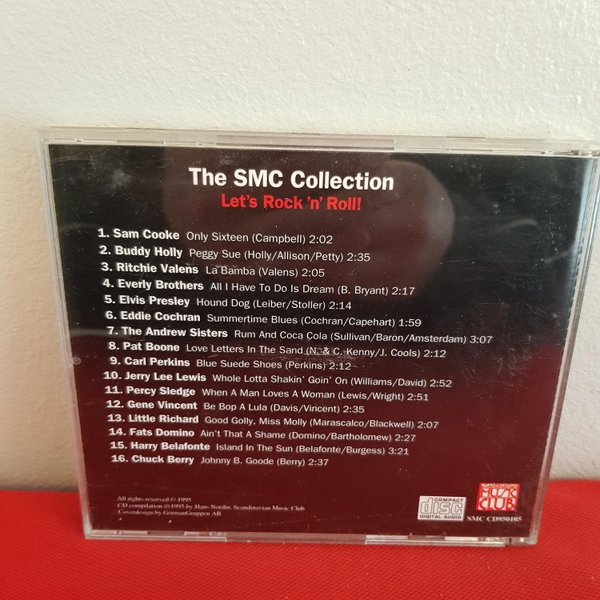 The SMC Collection
Let's Rock 'n' Roll!
1. Sam Cooke Only Sixteen (Campbell) 2:02
2. Buddy Holly Peggy Sue (Holly/Allison/Petty) 2:35
3. Ritchie Valens La Bamba (Valens) 2:05
4. Everly Brothers All I Have To Do Is Dream (B. Bryant) 2:17
5. Elvis Presley Hound Dog (Leiber/Stoller) 2:14
6. Eddie Cochran Summertime Blues (Cochran/Capehart) 1:59
7. The Andrew Sisters Rum And Coca Cola (Sullivan/Baron/Amsterdam) 3:07
8. Pat Boone Love Letters In The Sand (N. & C. Kenny/J. Cools) 2:12
9. Carl Perkins Blue Suede Shoes (Perkins) 2:12
10. Jerry Lee Lewis Whole Lotta Shakin' Goin' On (Williams/David) 2:52
11. Percy Sledge When A Man Loves A Woman (Lewis/Wright) 2:51
12. Gene Vincent Be Bop A Lula (Davis/Vincent) 2:35
13. Little Richard Good Golly, Miss Molly (Marascalco/Blackwell) 2:07
14. Fats Domino Ain't That A Shame (Domino/Bartholomew) 2:27
15. Harry Belafonte Island In The Sun (Belafonte/Burgess) 3:21
16. Chuck Berry Johnny B. Goode (Berry) 2:37
All rights reserved © 1995
CD compilation ℗ 1995 by Hans Nordin, Scandinavian Music Club
Coverdesign by GormanGruppen AB
COMPACT
disc
DIGITAL AUDIO
SCANDINAVIAN
MUSIC
CLUB
SMC CD950105